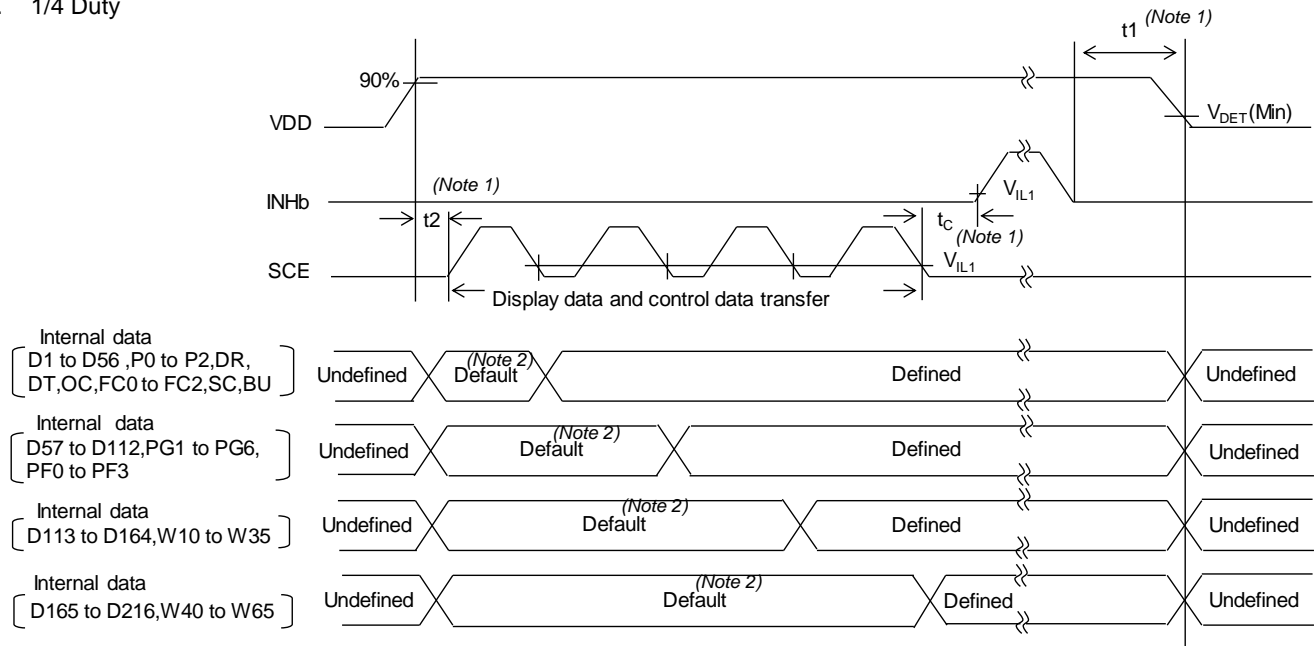 . 1/4 Duty
t1 (Note 1)
90%
VDD
VDET(Min)
(Note 1)
INHb
VIL1
t2
tC
(Note 1)
SCE
VIL1
Display data and control data transfer
Internal data
D1 to D56 ,P0 to P2,DR,
DT,OC,FC0 to FC2,SC,BU
Undefined
(Note 2)
Default
Defined
Undefined
Internal data
D57 to D112,PG1 to PG6,
PF0 to PF3
Undefined
(Note 2)
Default
Defined
Undefined
Internal data
D113 to D164,W10 to W35
Undefined
(Note 2)
Default
Defined
Undefined
Internal data
D165 to D216,W40 to W65
Undefined
(Note 2)
Default
Defined
Undefined